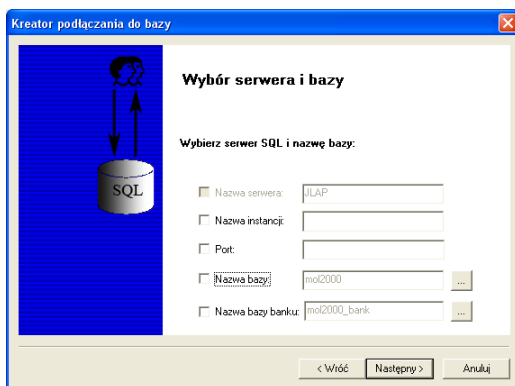 Kreator podłączania do bazy
Wybór serwera i bazy
Wybierz serwer SQL i nazwę bazy:
SQL
Nazwa serwera: JLAP
Nazwa instancji:
Port:
Nazwa bazy: mol2000 ...
Nazwa bazy banku: mol2000_bank ...
< Wróć Następny > Anuluj